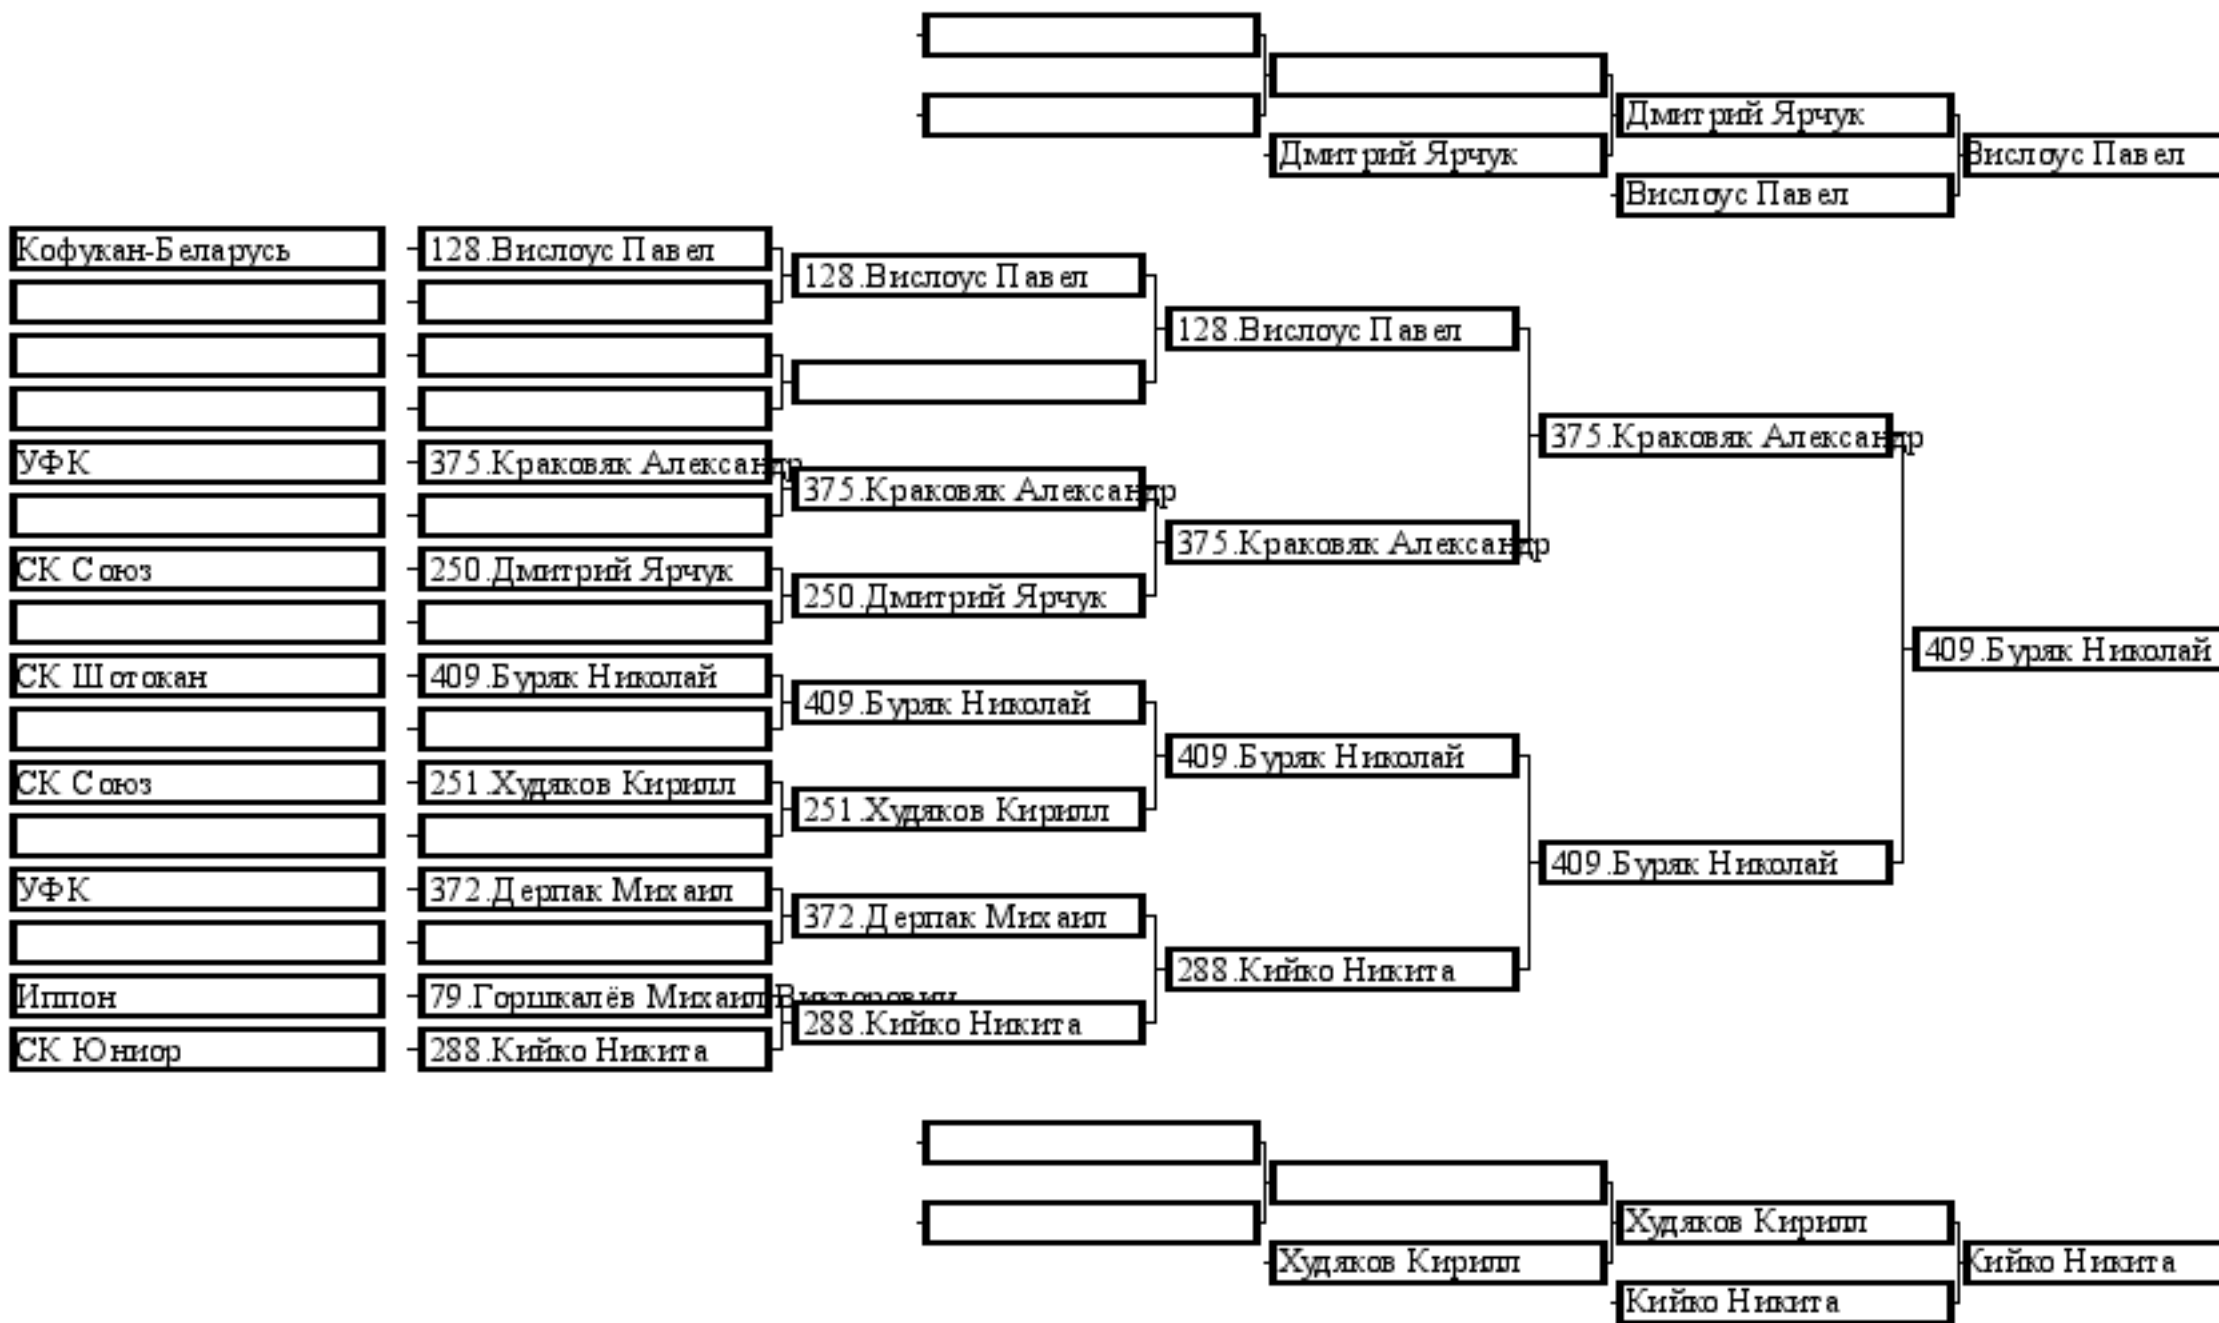 Дмитрий Ярчук
Дмитрий Ярчук
Вислоус Павел
Вислоус Павел
Кофукан-Беларусь
128.Вислоус Павел
128.Вислоус Павел
128.Вислоус Павел
375.Краковяк Александр
УФК
375.Краковяк Александр
375.Краковяк Александр
375.Краковяк Александр
СК Союз
250.Дмитрий Ярчук
250.Дмитрий Ярчук
409.Буряк Николай
СК Шотокан
409.Буряк Николай
409.Буряк Николай
409.Буряк Николай
СК Союз
251.Худяков Кирилл
251.Худяков Кирилл
409.Буряк Николай
УФК
372.Дерпак Михаил
372.Дерпак Михаил
288.Кийко Никита
Иппон
79.Горшкалёв Михаил Викторович
288.Кийко Никита
СК Юниор
288.Кийко Никита
Худяков Кирилл
Худяков Кирилл
Кийко Никита
Кийко Никита